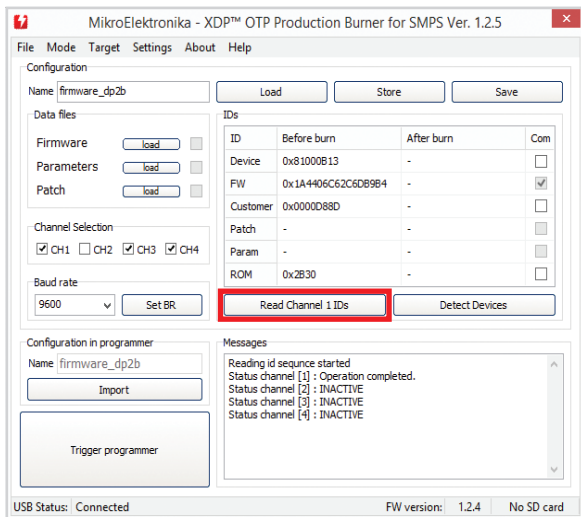 MikroElektronika - XDP™ OTP Production Burner for SMPS Ver. 1.2.5
File Mode Target Settings About Help
Configuration
Name firmware_dp2b Load Store Save
Data files
Firmware load
Parameters load
Patch load
Channel Selection
CH1 CH2 CH3 CH4
Baud rate
9600 Set BR
IDs
ID Before burn After burn Com
Device 0x81000B13 -
FW 0x1A4406C62C6DB9B4 -
Customer 0x0000D88D -
Patch - -
Param - -
ROM 0x2B30 -
Read Channel 1 IDs Detect Devices
Configuration in programmer
Name firmware_dp2b
Import
Trigger programmer
Messages
Reading id sequnce started
Status channel [1] : Operation completed.
Status channel [2] : INACTIVE
Status channel [3] : INACTIVE
Status channel [4] : INACTIVE
USB Status: Connected FW version: 1.2.4 No SD card